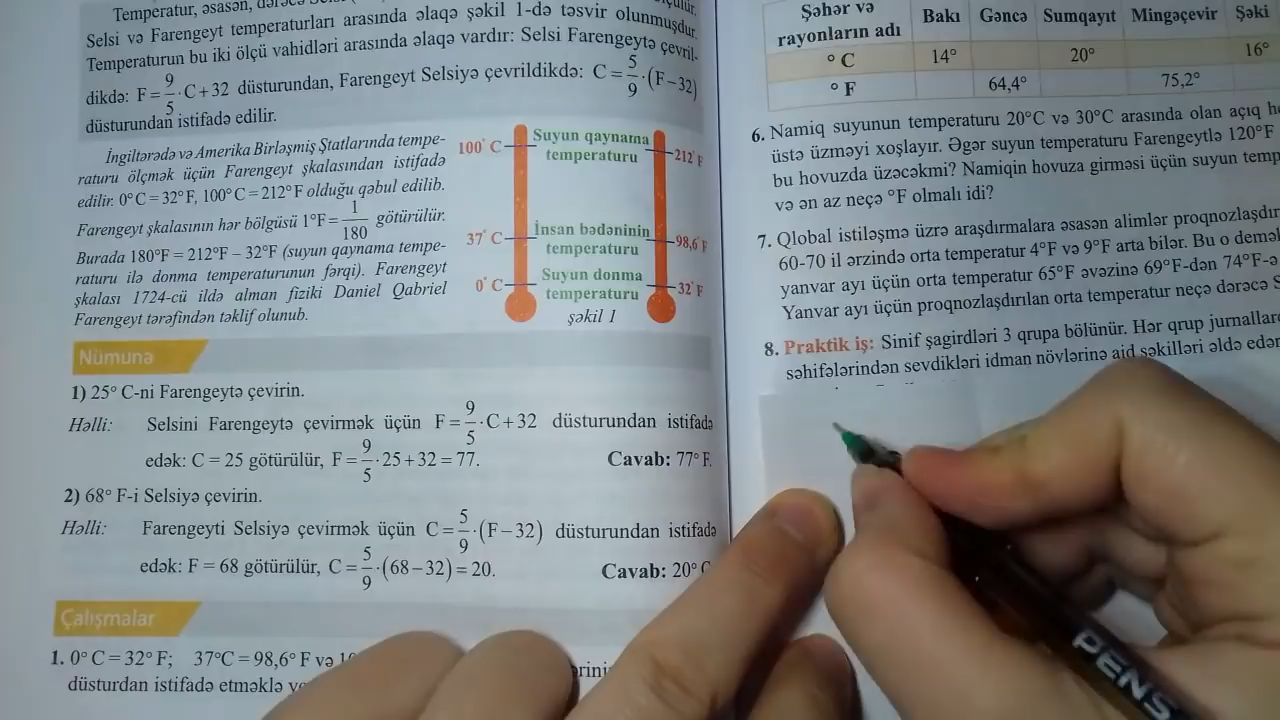 Temperatur, əsasən,
Selsi və Farengeyt temperaturları arasında əlaqə şəkil 1-də təsvir olunmuşdur.
Temperaturun bu iki ölçü vahidləri arasında əlaqə vardır: Selsi Farengeytə çevril-
dikdə: F = 9/5 · C + 32 düsturundan, Farengeyt Selsiyə çevrildikdə: C = 5/9 · (F − 32)
düsturundan istifadə edilir.
İngiltərədə və Amerika Birləşmiş Ştatlarında tempe-
raturu ölçmək üçün Farengeyt şkalasından istifadə
edilir. 0°C = 32°F, 100°C = 212°F olduğu qəbul edilib.
Farengeyt şkalasının hər bölgüsü 1°F = 1/180 götürülür.
Burada 180°F = 212°F − 32°F (suyun qaynama tempe-
raturu ilə donma temperaturunun fərqi). Farengeyt
şkalası 1724-cü ildə alman fiziki Daniel Qabriel
Farengeyt tərəfindən təklif olunub.
100° C
Suyun qaynama
temperaturu
212° F
37° C
İnsan bədəninin
temperaturu
98,6° F
0° C
Suyun donma
temperaturu
32° F
şəkil 1
Nümunə
1) 25° C-ni Farengeytə çevirin.
Həlli: Selsini Farengeytə çevirmək üçün F = 9/5 · C + 32 düsturundan istifadə
edək: C = 25 götürülür, F = 9/5 · 25 + 32 = 77. Cavab: 77° F.
2) 68° F-i Selsiyə çevirin.
Həlli: Farengeyti Selsiyə çevirmək üçün C = 5/9 · (F − 32) düsturundan istifadə
edək: F = 68 götürülür, C = 5/9 · (68 − 32) = 20. Cavab: 20° C
Çalışmalar
1. 0° C = 32° F; 37°C = 98,6° F və
düsturdan istifadə etməklə
Şəhər və rayonların adı Bakı Gəncə Sumqayıt Mingəçevir Şəki
° C 14° 20° 16°
° F 64,4° 75,2°
6. Namiq suyunun temperaturu 20°C və 30°C arasında olan açıq
üstə üzməyi xoşlayır. Əgər suyun temperaturu Farengeytlə 120°F
bu hovuzda üzəcəkmi? Namiqin hovuza girməsi üçün suyun
və ən az neçə °F olmalı idi?
7. Qlobal istiləşmə üzrə araşdırmalara əsasən alimlər
60-70 il ərzində orta temperatur 4°F və 9°F arta bilər. Bu o
yanvar ayı üçün orta temperatur 65°F əvəzinə 69°F-dən 74°F-ə
Yanvar ayı üçün proqnozlaşdırılan orta temperatur neçə dərəcə
8. Praktik iş: Sinif şagirdləri 3 qrupa bölünür. Hər qrup
səhifələrindən sevdikləri idman növlərinə aid şəkilləri əldə
PENS